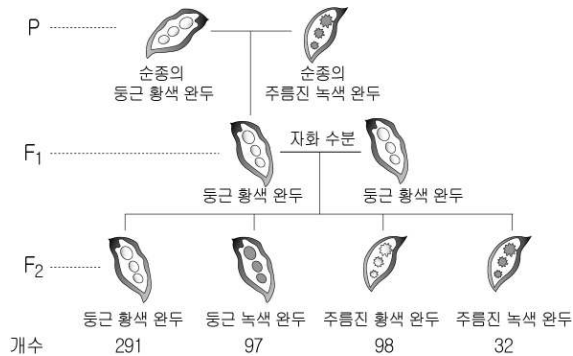 P
순종의 순종의
둥근 황색 완두 주름진 녹색 완두
F₁ 자화 수분
둥근 황색 완두 둥근 황색 완두
F₂
둥근 황색 완두 둥근 녹색 완두 주름진 황색 완두 주름진 녹색 완두
개수 291 97 98 32